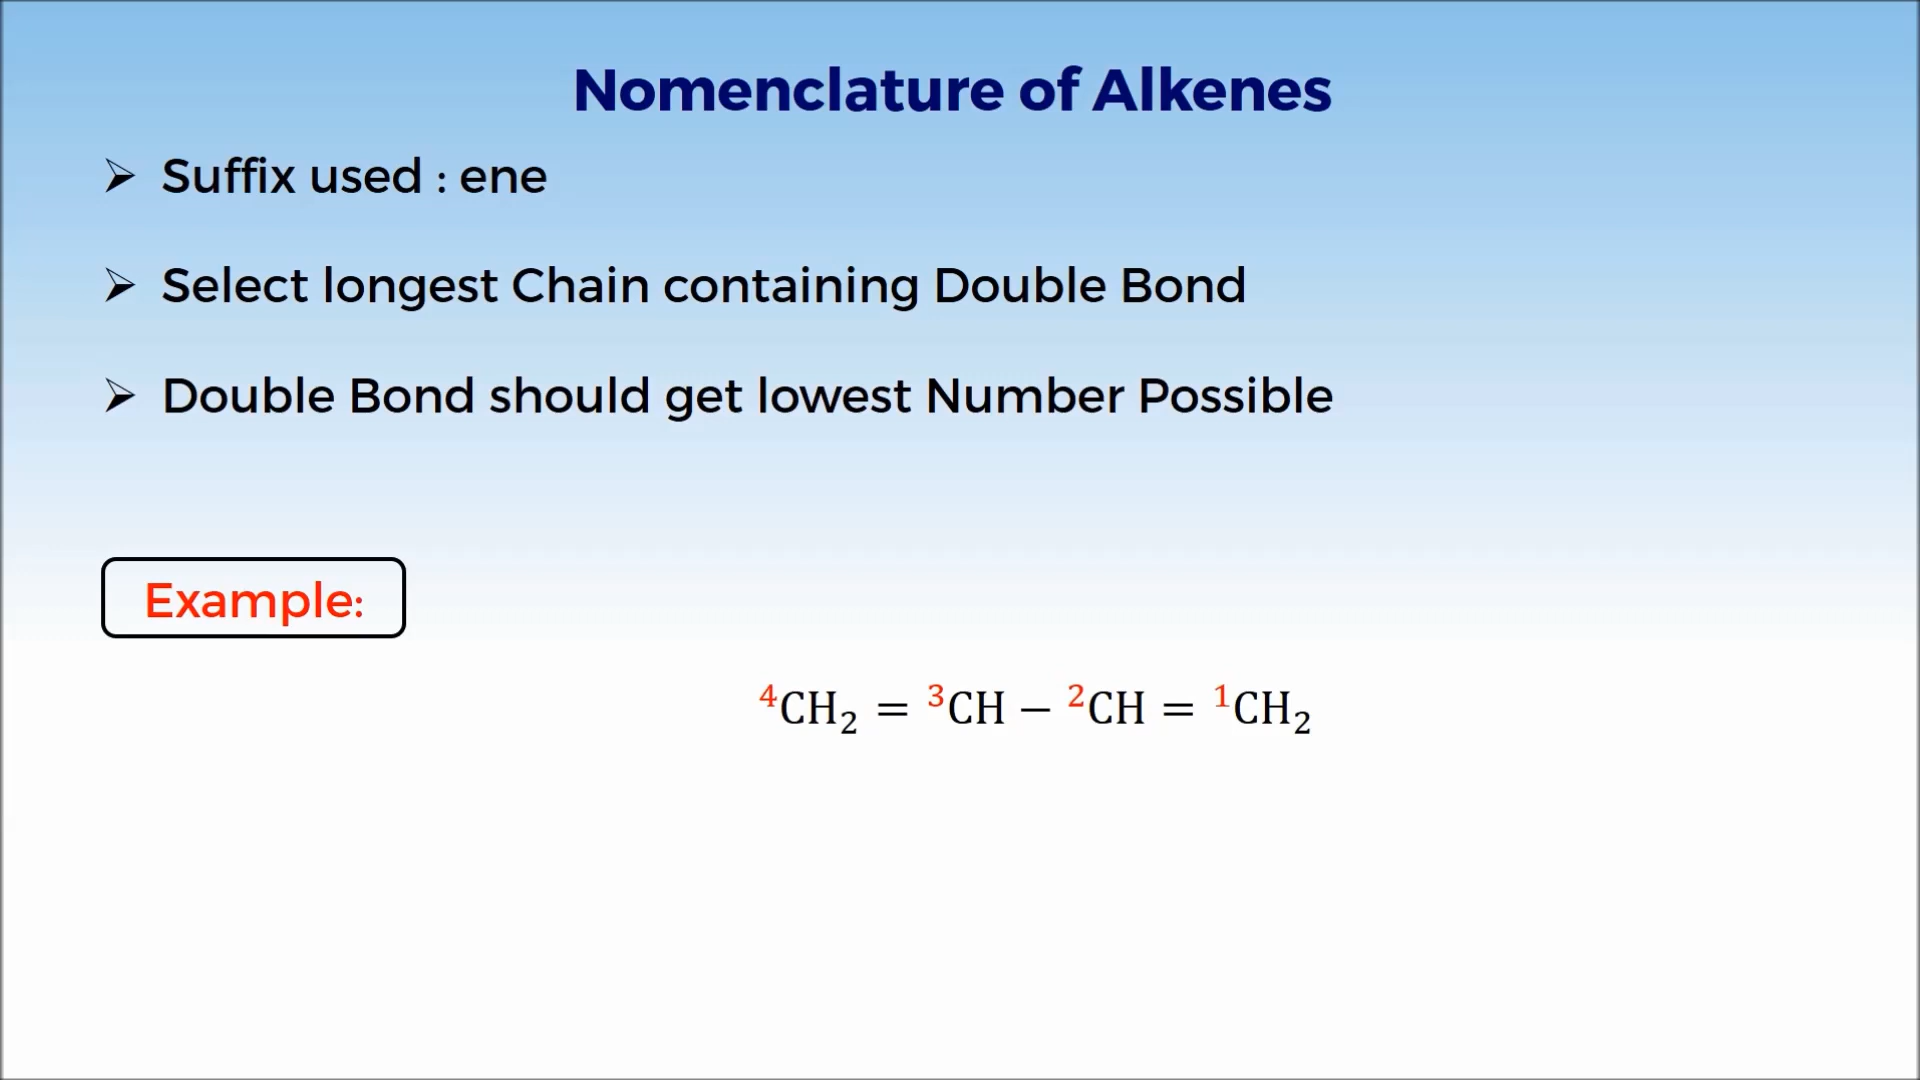 Nomenclature of Alkenes
➢ Suffix used : ene
➢ Select longest Chain containing Double Bond
➢ Double Bond should get lowest Number Possible
Example:
⁴CH₂ = ³CH − ²CH = ¹CH₂